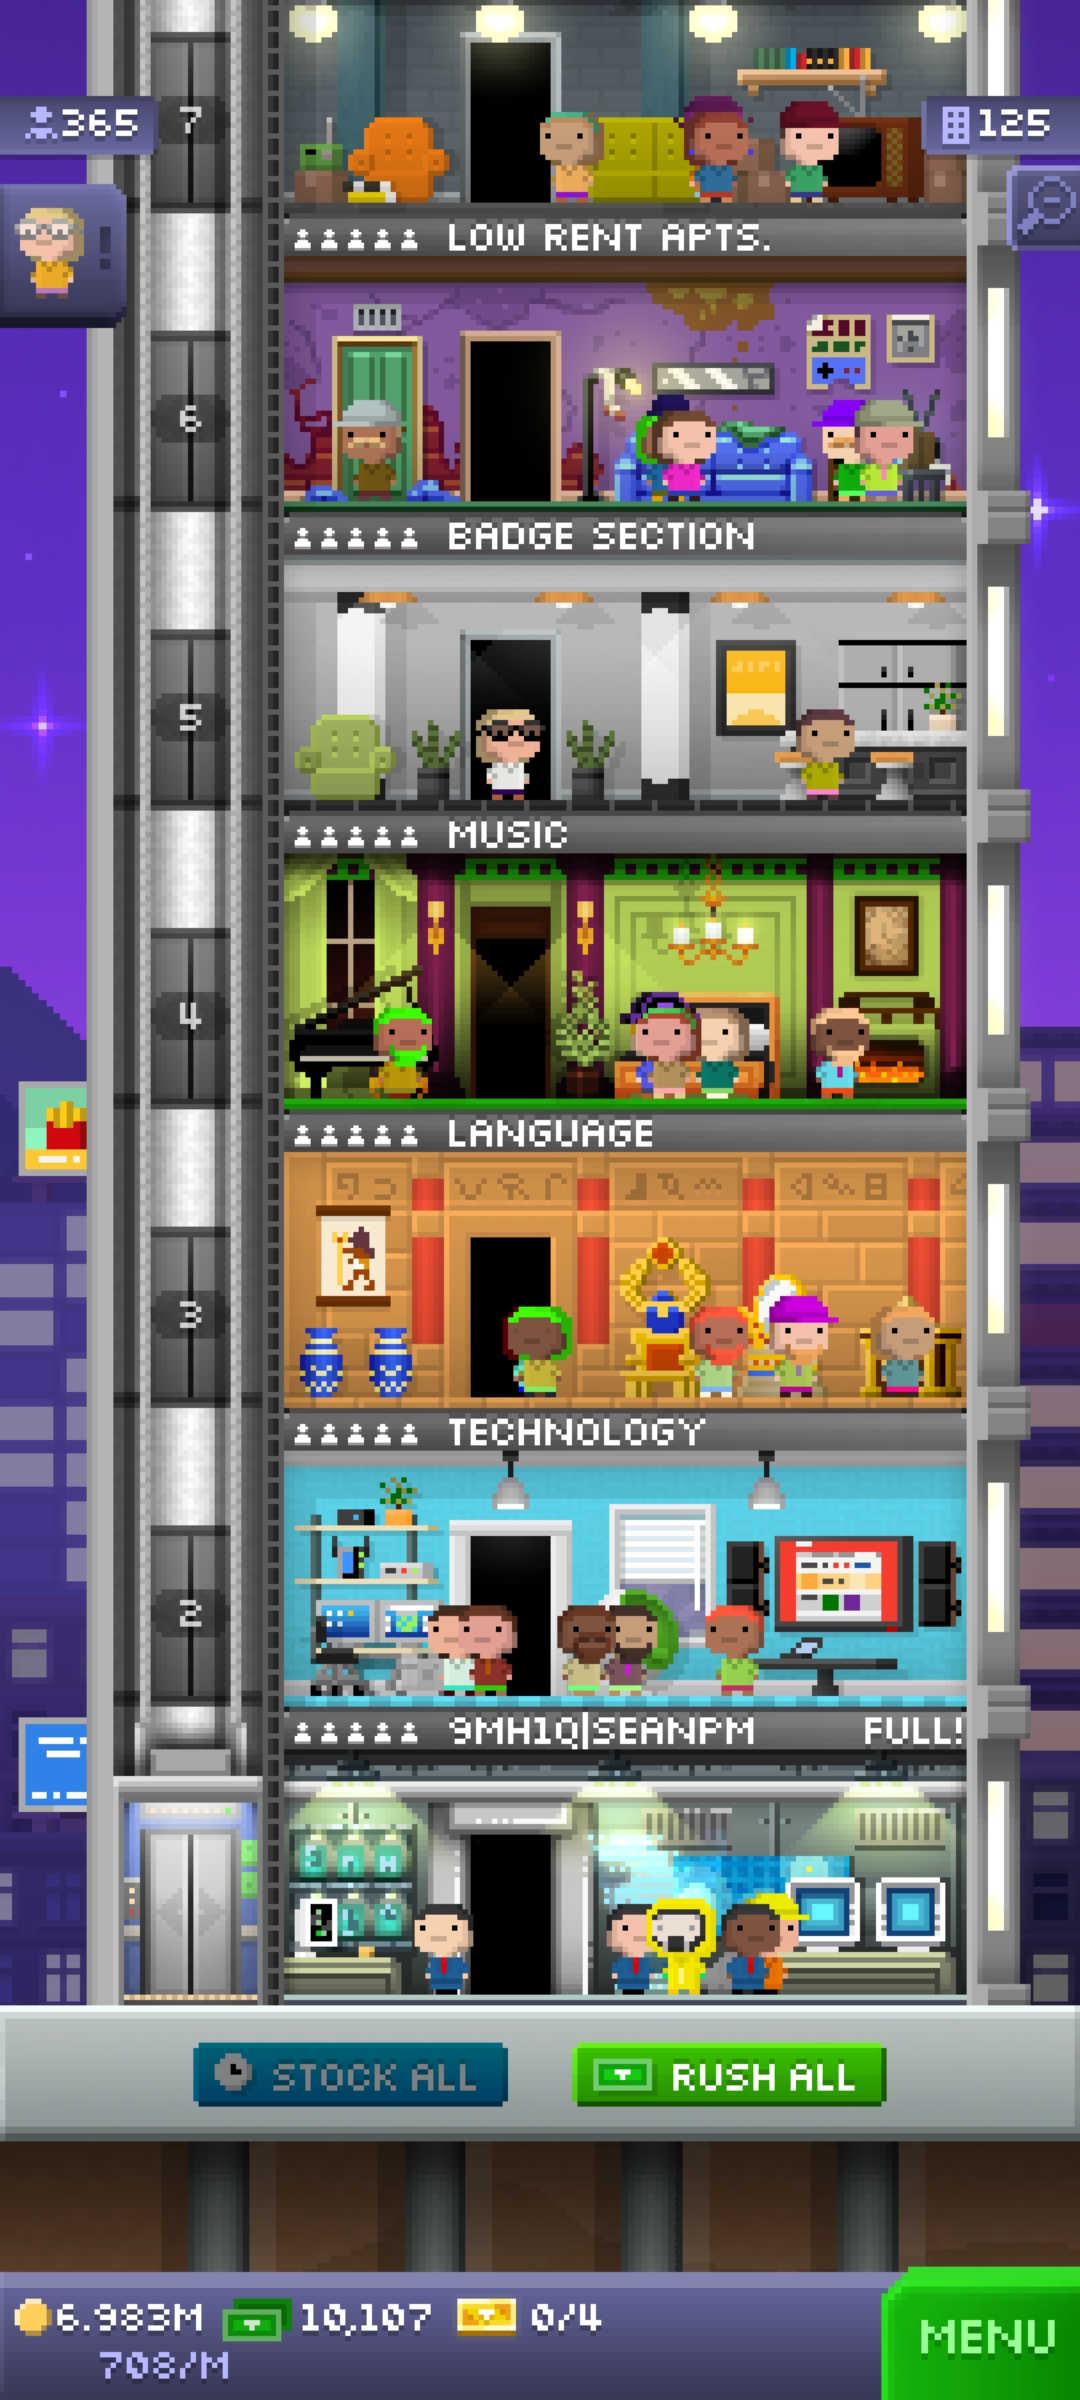 365
7
125
LOW RENT APTS.
6
BADGE SECTION
5
MUSIC
4
LANGUAGE
3
TECHNOLOGY
2
9MH1Q|SEANPM FULL!
STOCK ALL
RUSH ALL
6.983M 10,107 0/4
708/M
MENU